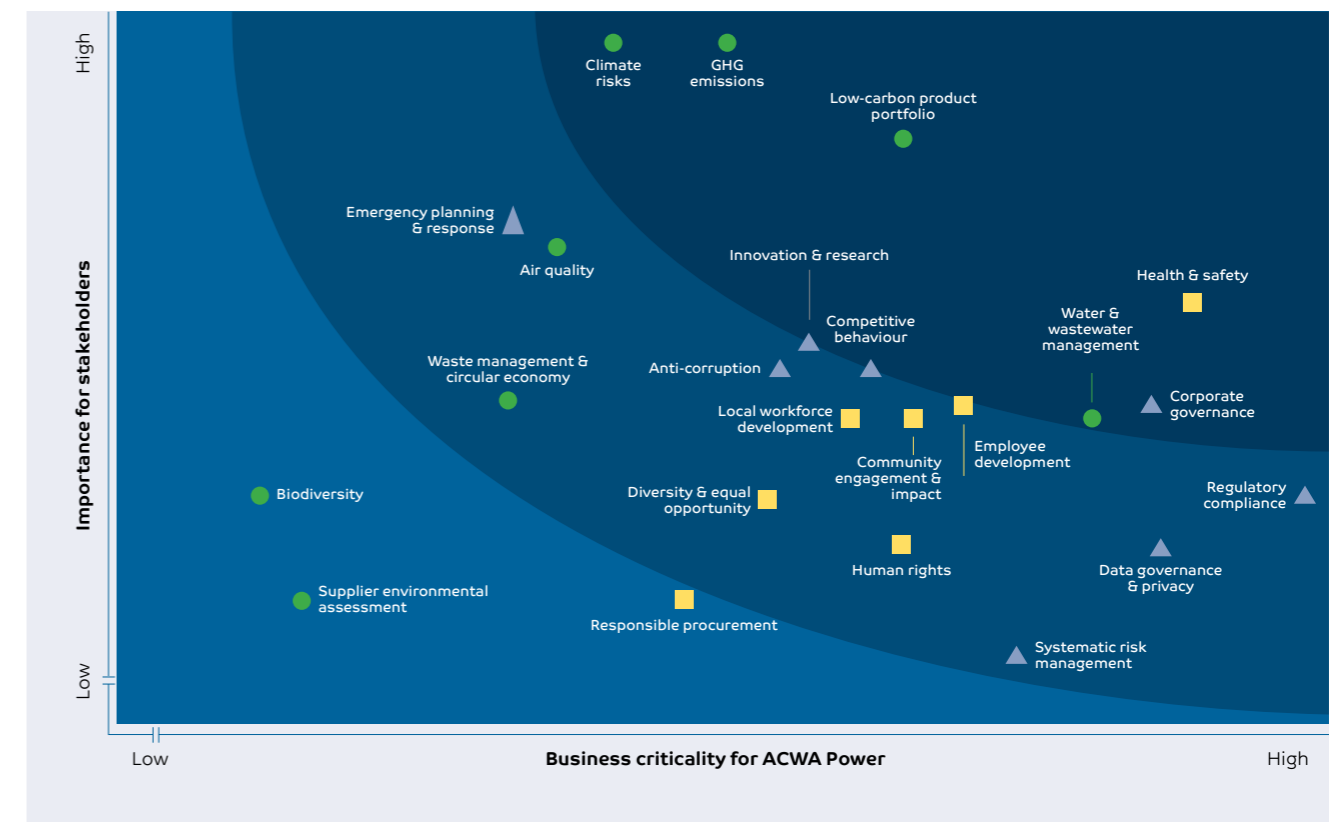 High
Climate
risks
GHG
emissions
Low-carbon product
portfolio
Emergency planning
& response
Air quality
Innovation & research
Health & safety
Competitive
behaviour
Water &
wastewater
management
Waste management &
circular economy
Anti-corruption
Corporate
governance
Local workforce
development
Community
engagement &
impact
Employee
development
Importance for stakeholders
Biodiversity
Diversity & equal
opportunity
Regulatory
compliance
Human rights
Data governance
& privacy
Supplier environmental
assessment
Responsible procurement
Systematic risk
management
Low
Low
Business criticality for ACWA Power
High